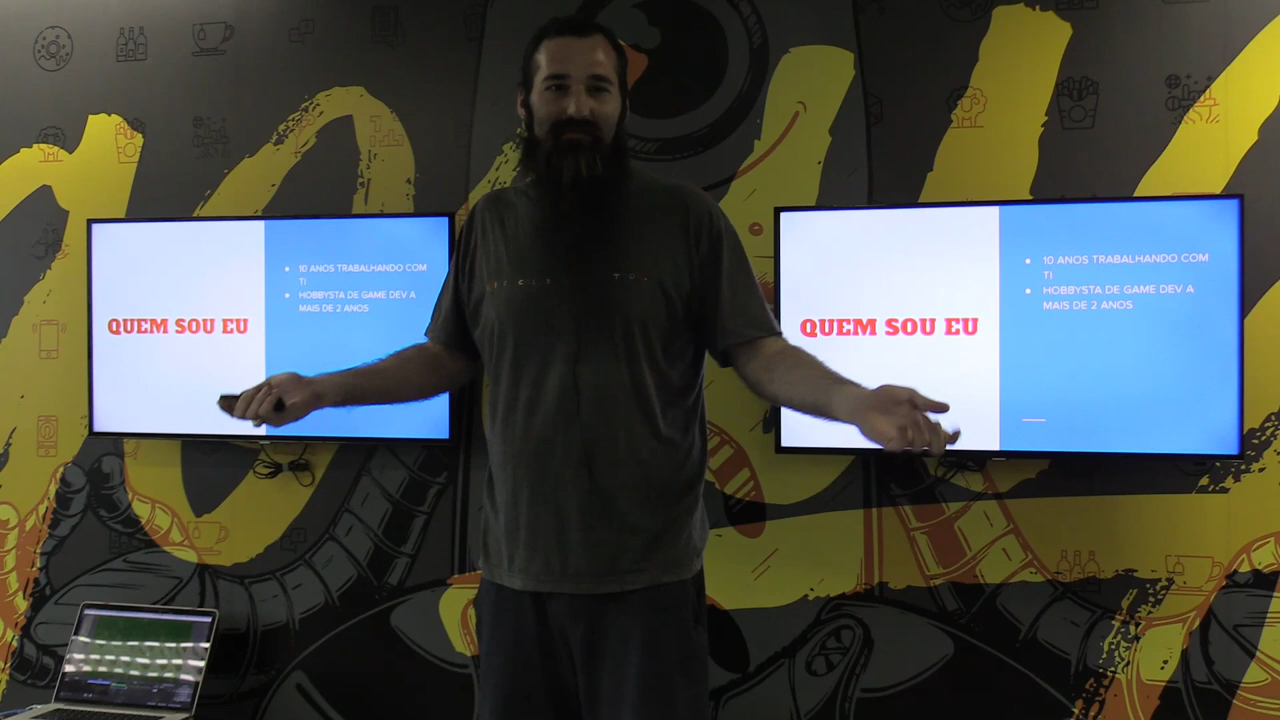 QUEM SOU EU
● 10 ANOS TRABALHANDO COM
TI
● HOBBYSTA DE GAME DEV A
MAIS DE 2 ANOS
QUEM SOU EU
● 10 ANOS TRABALHANDO COM
TI
● HOBBYSTA DE GAME DEV A
MAIS DE 2 ANOS